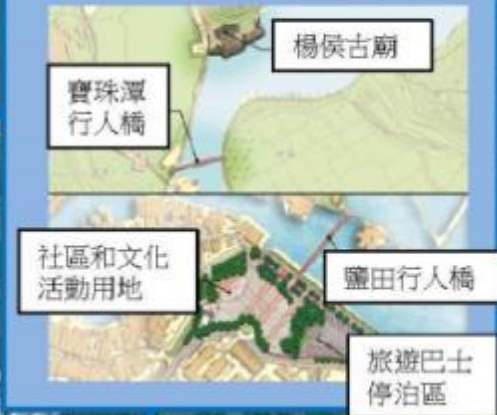 楊侯古廟
寶珠潭
行人橋
社區和文化
活動用地
鹽田行人橋
旅遊巴士
停泊區